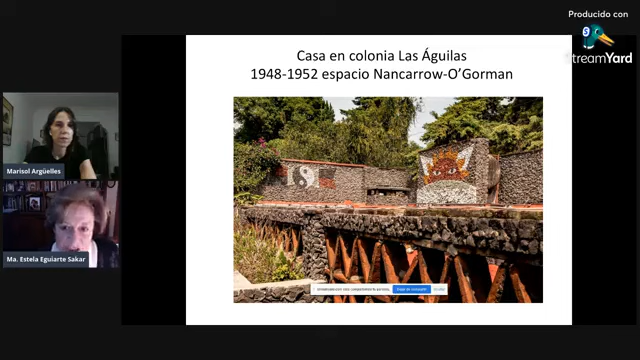 Producido con
StreamYard
Casa en colonia Las Águilas
1948-1952 espacio Nancarrow-O’Gorman
Marisol Argüelles
Ma. Estela Eguiarte Sakar